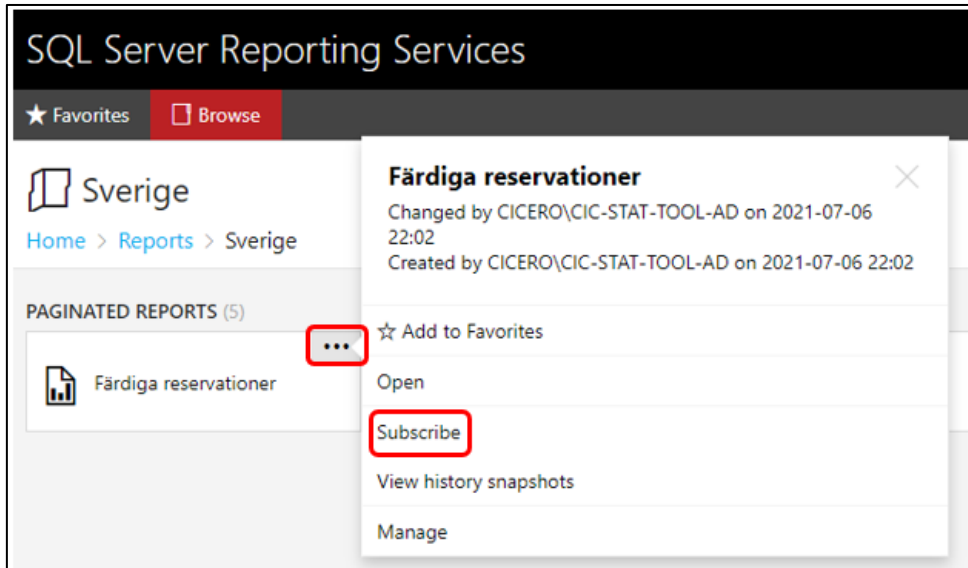 SQL Server Reporting Services
Favorites
Browse
Sverige
Home > Reports > Sverige
PAGINATED REPORTS (5)
Färdiga reservationer
Färdiga reservationer
Changed by CICERO\CIC-STAT-TOOL-AD on 2021-07-06
22:02
Created by CICERO\CIC-STAT-TOOL-AD on 2021-07-06 22:02
Add to Favorites
Open
Subscribe
View history snapshots
Manage